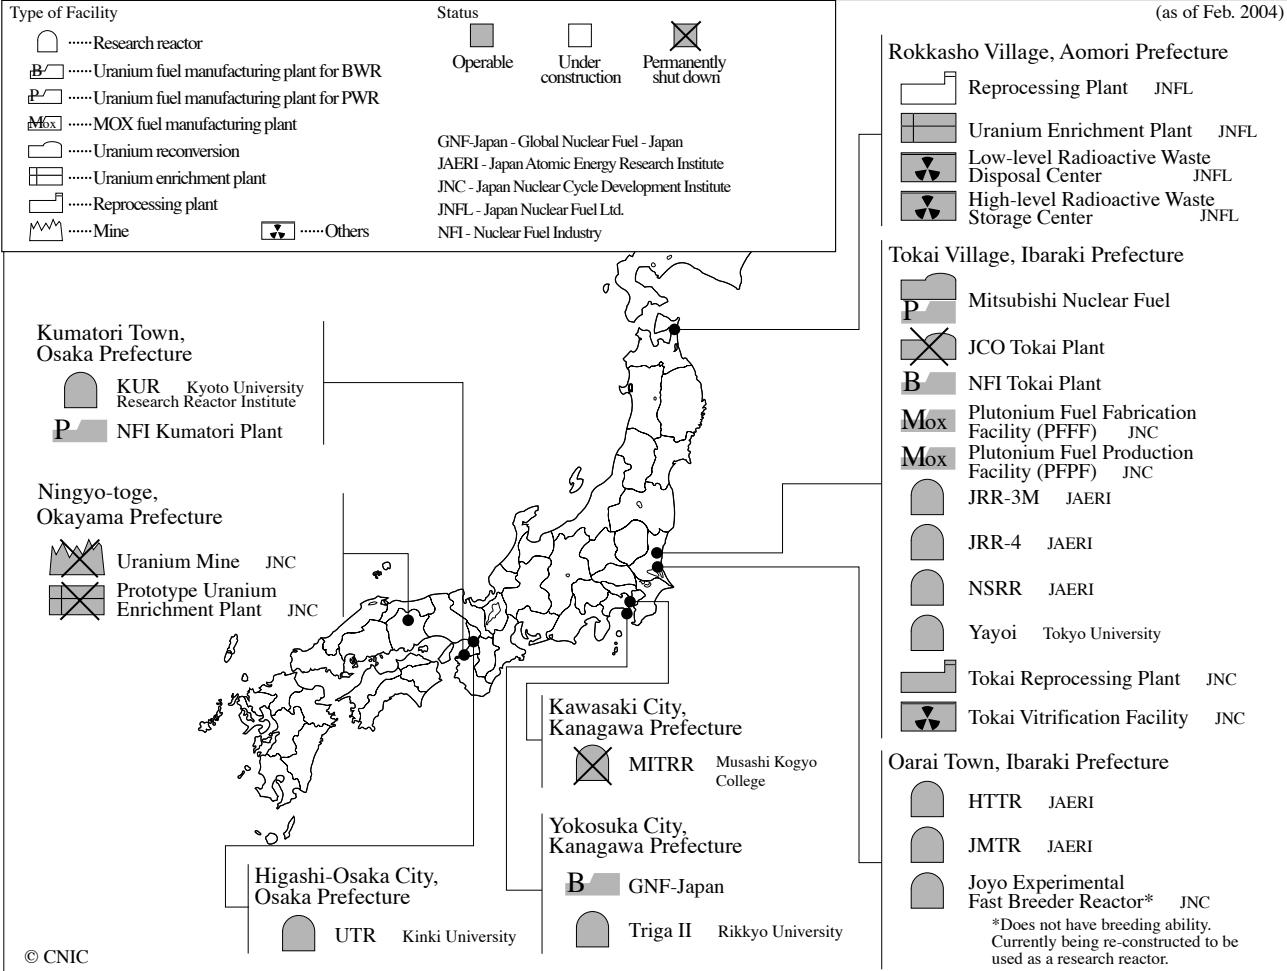 Type of Facility
······Research reactor
B ······Uranium fuel manufacturing plant for BWR
P ······Uranium fuel manufacturing plant for PWR
Mox ······MOX fuel manufacturing plant
······Uranium reconversion
······Uranium enrichment plant
······Reprocessing plant
······Mine
······Others
Status
Operable
Under
construction
Permanently
shut down
GNF-Japan - Global Nuclear Fuel - Japan
JAERI - Japan Atomic Energy Research Institute
JNC - Japan Nuclear Cycle Development Institute
JNFL - Japan Nuclear Fuel Ltd.
NFI - Nuclear Fuel Industry
(as of Feb. 2004)
Rokkasho Village, Aomori Prefecture
Reprocessing Plant JNFL
Uranium Enrichment Plant JNFL
Low-level Radioactive Waste
Disposal Center JNFL
High-level Radioactive Waste
Storage Center JNFL
Tokai Village, Ibaraki Prefecture
P Mitsubishi Nuclear Fuel
JCO Tokai Plant
B NFI Tokai Plant
Mox Plutonium Fuel Fabrication
Facility (PFFF) JNC
Mox Plutonium Fuel Production
Facility (PFPF) JNC
JRR-3M JAERI
JRR-4 JAERI
NSRR JAERI
Yayoi Tokyo University
Tokai Reprocessing Plant JNC
Tokai Vitrification Facility JNC
Oarai Town, Ibaraki Prefecture
HTTR JAERI
JMTR JAERI
Joyo Experimental
Fast Breeder Reactor* JNC
*Does not have breeding ability.
Currently being re-constructed to be
used as a research reactor.
Kumatori Town,
Osaka Prefecture
KUR Kyoto University
Research Reactor Institute
P NFI Kumatori Plant
Ningyo-toge,
Okayama Prefecture
Uranium Mine JNC
Prototype Uranium
Enrichment Plant JNC
Kawasaki City,
Kanagawa Prefecture
MITRR Musashi Kogyo
College
Yokosuka City,
Kanagawa Prefecture
B GNF-Japan
Triga II Rikkyo University
Higashi-Osaka City,
Osaka Prefecture
UTR Kinki University
© CNIC